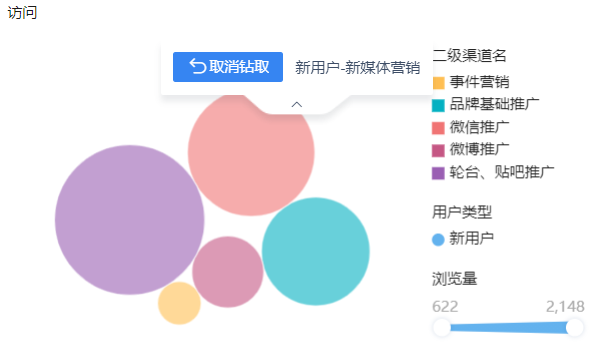 访问
取消钻取 新用户-新媒体营销
二级渠道名
事件营销
品牌基础推广
微信推广
微博推广
轮台、贴吧推广
用户类型
新用户
浏览量
622 2,148